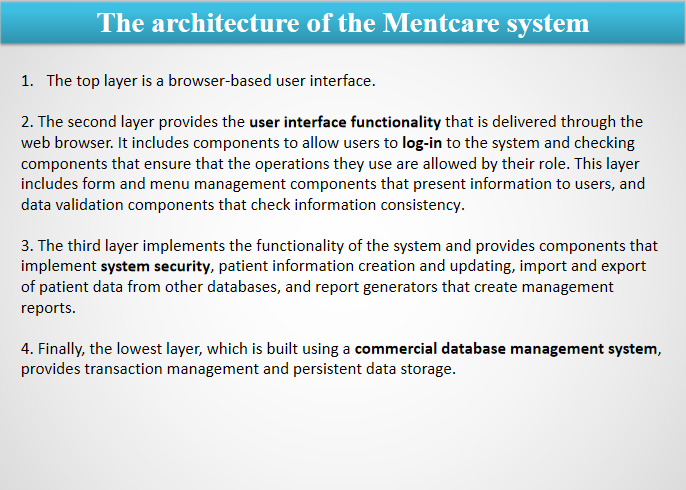 The architecture of the Mentcare system
1. The top layer is a browser-based user interface.
2. The second layer provides the user interface functionality that is delivered through the
web browser. It includes components to allow users to log-in to the system and checking
components that ensure that the operations they use are allowed by their role. This layer
includes form and menu management components that present information to users, and
data validation components that check information consistency.
3. The third layer implements the functionality of the system and provides components that
implement system security, patient information creation and updating, import and export
of patient data from other databases, and report generators that create management
reports.
4. Finally, the lowest layer, which is built using a commercial database management system,
provides transaction management and persistent data storage.